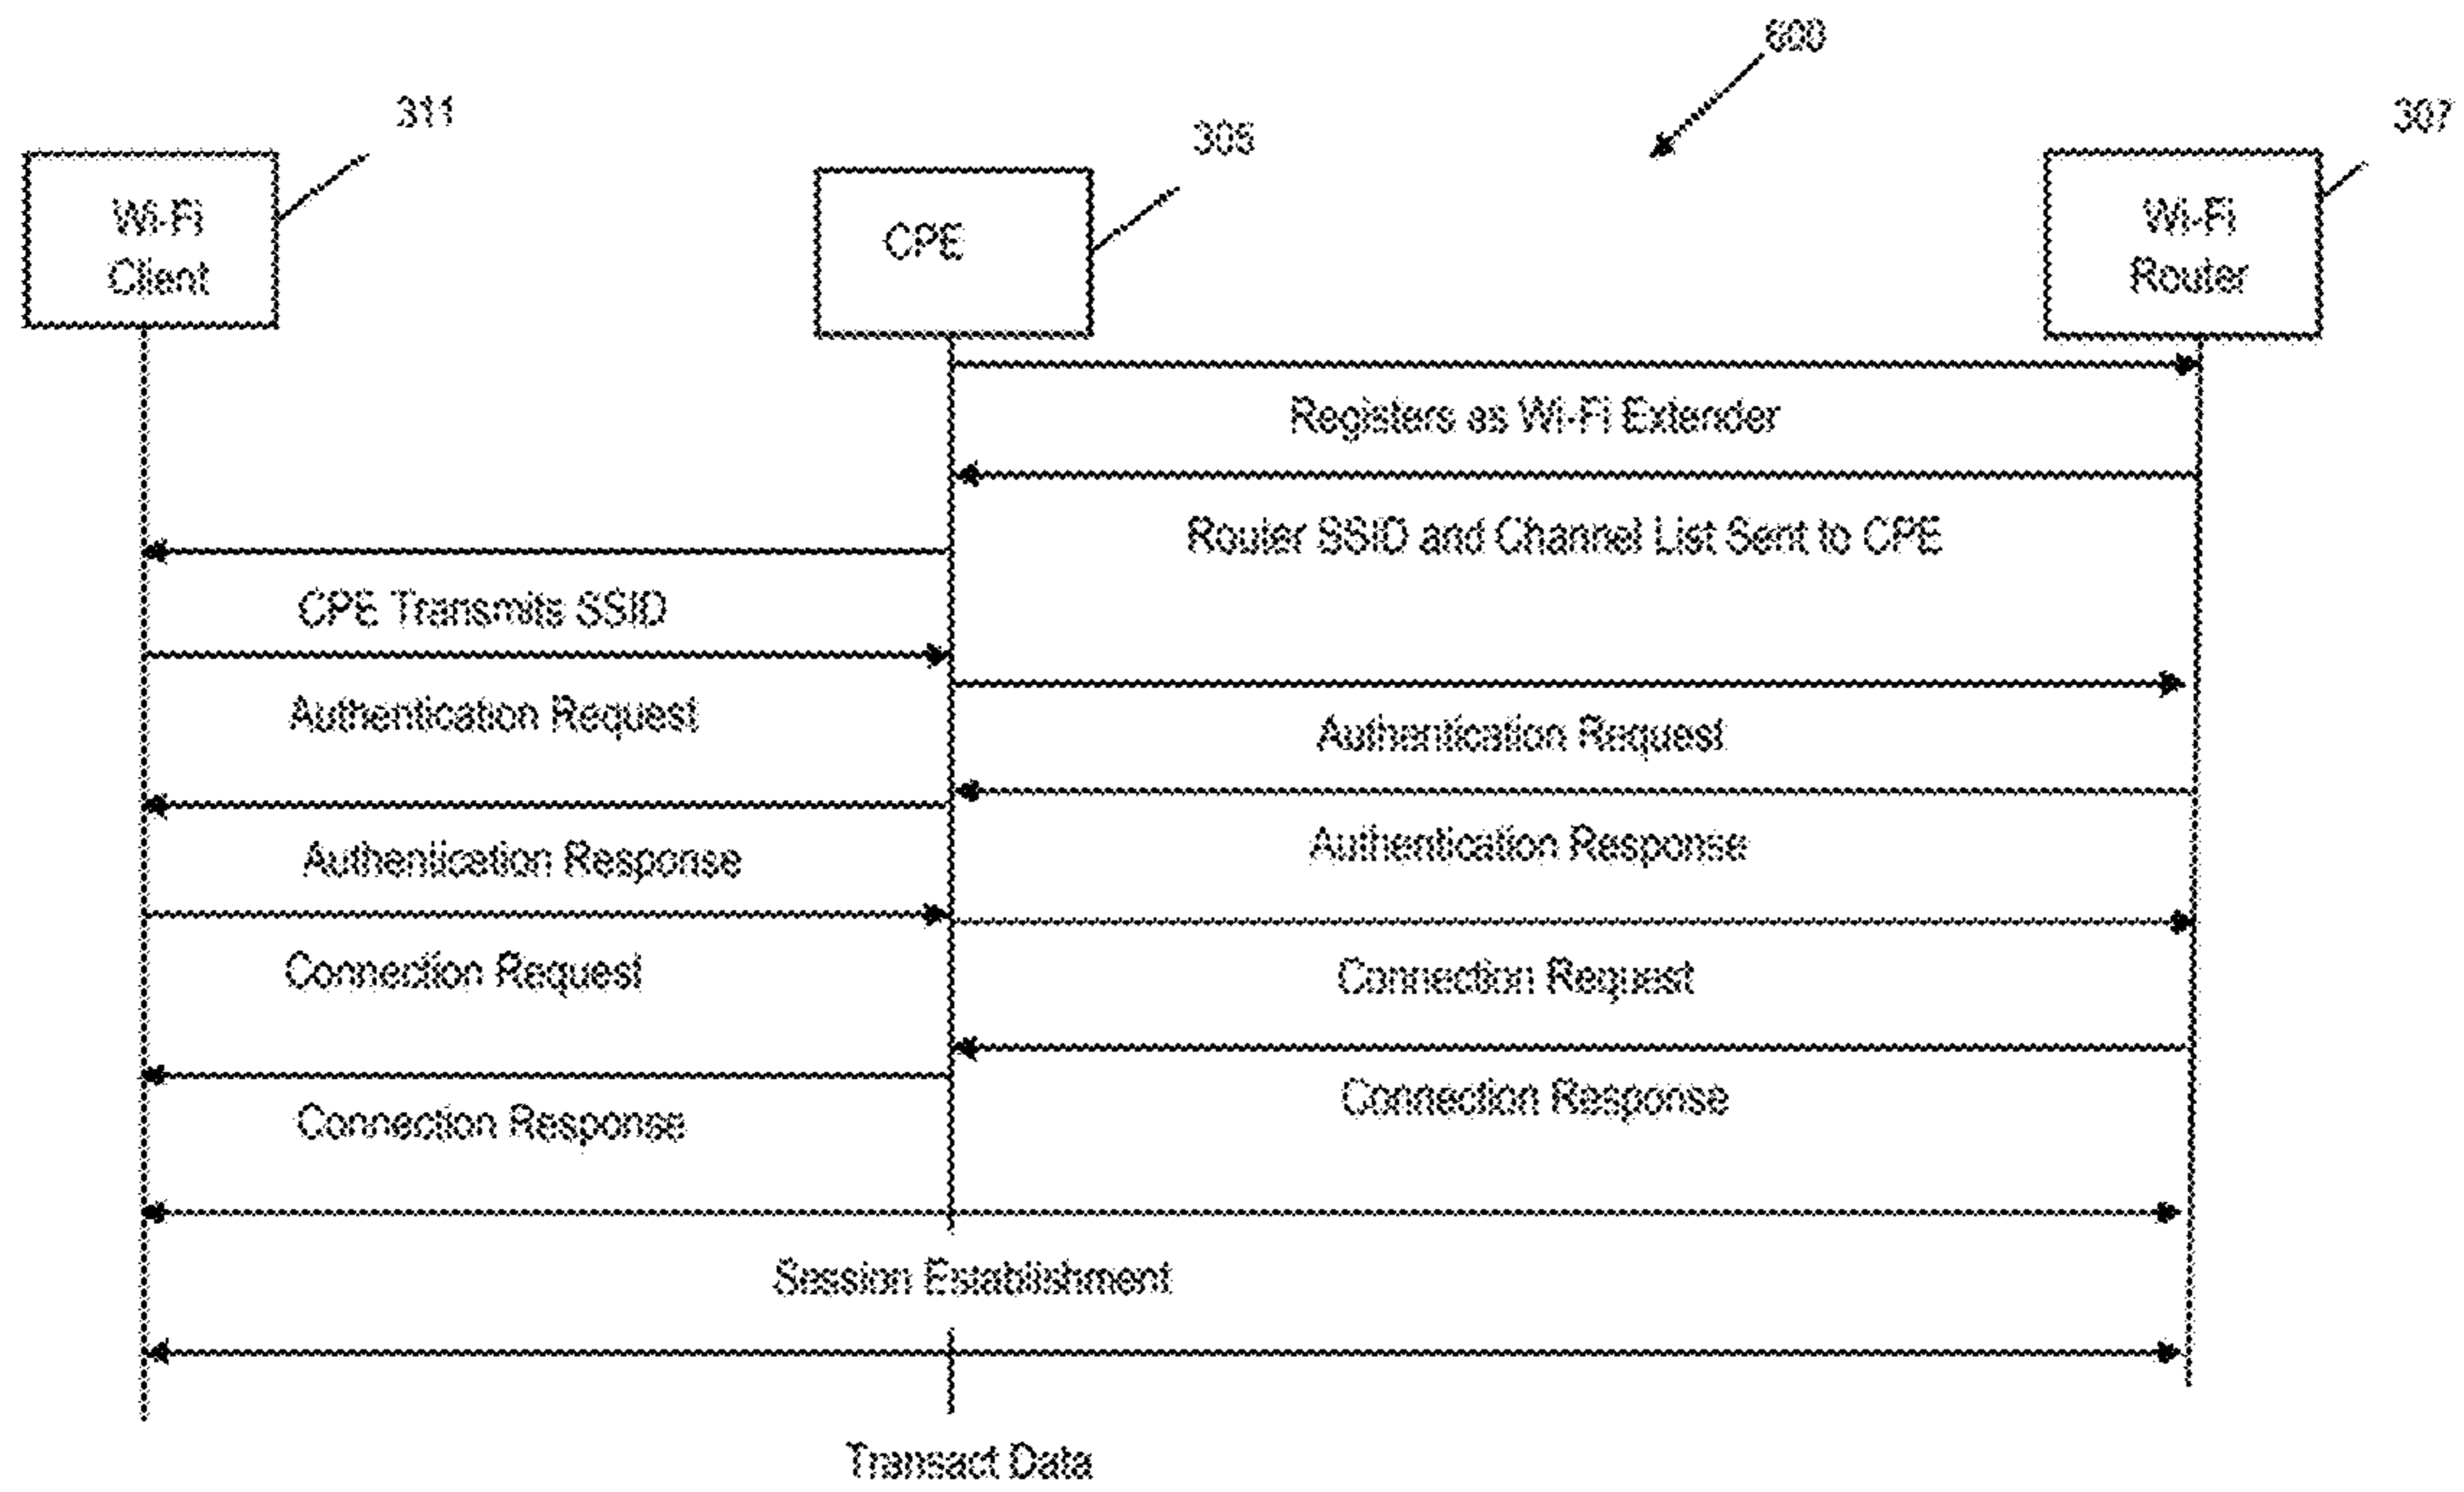 600
311
305
307
Wi-Fi
Client
CPE
Wi-Fi
Router
Registers as Wi-Fi Extender
Router SSID and Channel List Sent to CPE
CPE Transmits SSID
Authentication Request
Authentication Request
Authentication Response
Authentication Response
Connection Request
Connection Request
Connection Response
Connection Response
Session Establishment
Transact Data